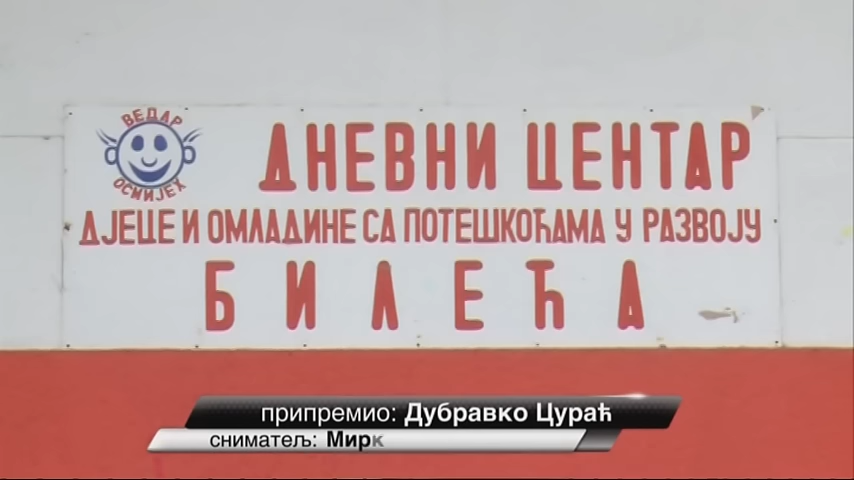 ВЕДАР
ОСМИЈЕХ
ДНЕВНИ ЦЕНТАР
ДЈЕЦЕ И ОМЛАДИНЕ СА ПОТЕШКОЋАМА У РАЗВОЈУ
БИЛЕЋА
припремио: Дубравко Цураћ
сниматељ: Мирк